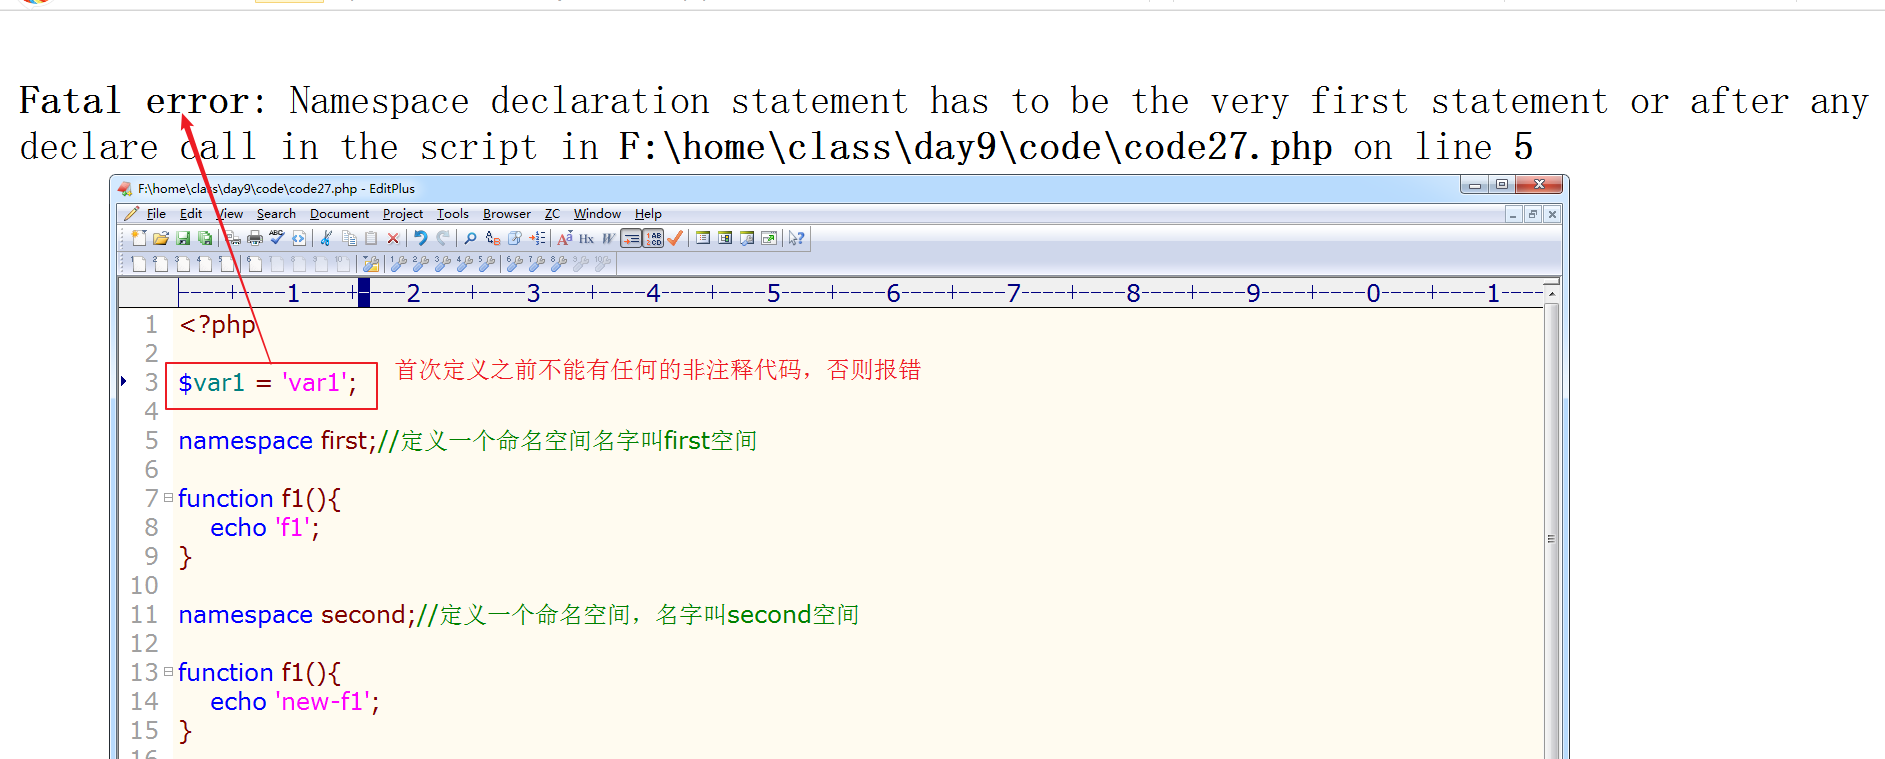 Fatal error: Namespace declaration statement has to be the very first statement or after any
declare call in the script in F:\home\class\day9\code\code27.php on line 5
F:\home\class\day9\code\code27.php - EditPlus
File Edit View Search Document Project Tools Browser ZC Window Help
----+----1----+----2----+----3----+----4----+----5----+----6----+----7----+----8----+----9----+----0----+----1----
1 <?php
2
3 $var1 = 'var1'; 首次定义之前不能有任何的非注释代码，否则报错
4
5 namespace first;//定义一个命名空间名字叫first空间
6
7 function f1(){
8 echo 'f1';
9 }
10
11 namespace second;//定义一个命名空间，名字叫second空间
12
13 function f1(){
14 echo 'new-f1';
15 }
16